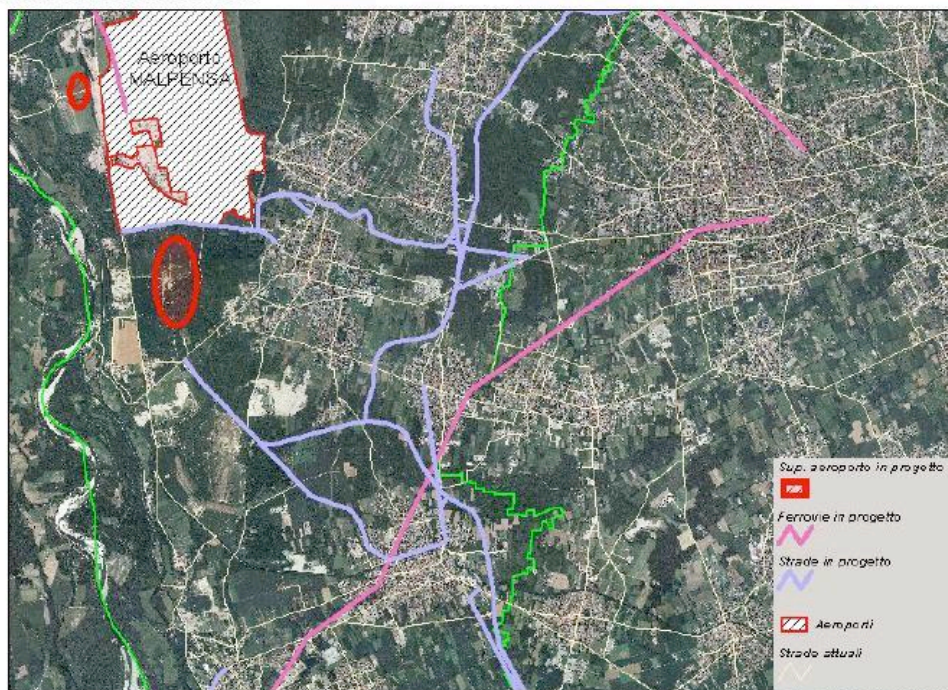 Aeroporto
MALPENSA
Sup. aeroporto in progetto
Ferrovie in progetto
Strade in progetto
Aeroporti
Strade attuali